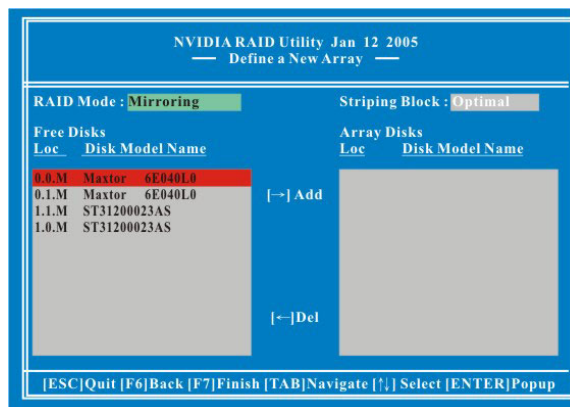 NVIDIA RAID Utility Jan 12 2005
— Define a New Array —
RAID Mode : Mirroring
Striping Block : Optimal
Free Disks
Loc Disk Model Name
0.0.M Maxtor 6E040L0
0.1.M Maxtor 6E040L0
1.1.M ST31200023AS
1.0.M ST31200023AS
[→] Add
[←]Del
Array Disks
Loc Disk Model Name
[ESC]Quit [F6]Back [F7]Finish [TAB]Navigate [↑↓] Select [ENTER]Popup